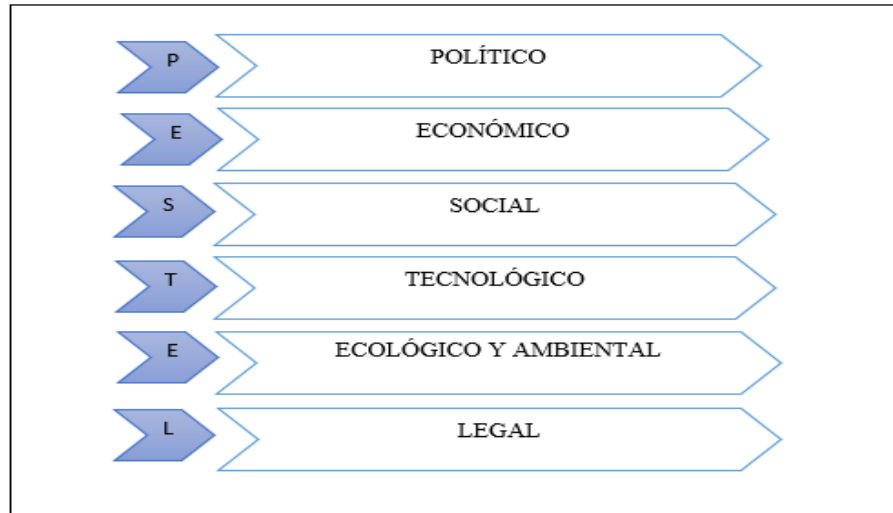 P POLÍTICO
E ECONÓMICO
S SOCIAL
T TECNOLÓGICO
E ECOLÓGICO Y AMBIENTAL
L LEGAL